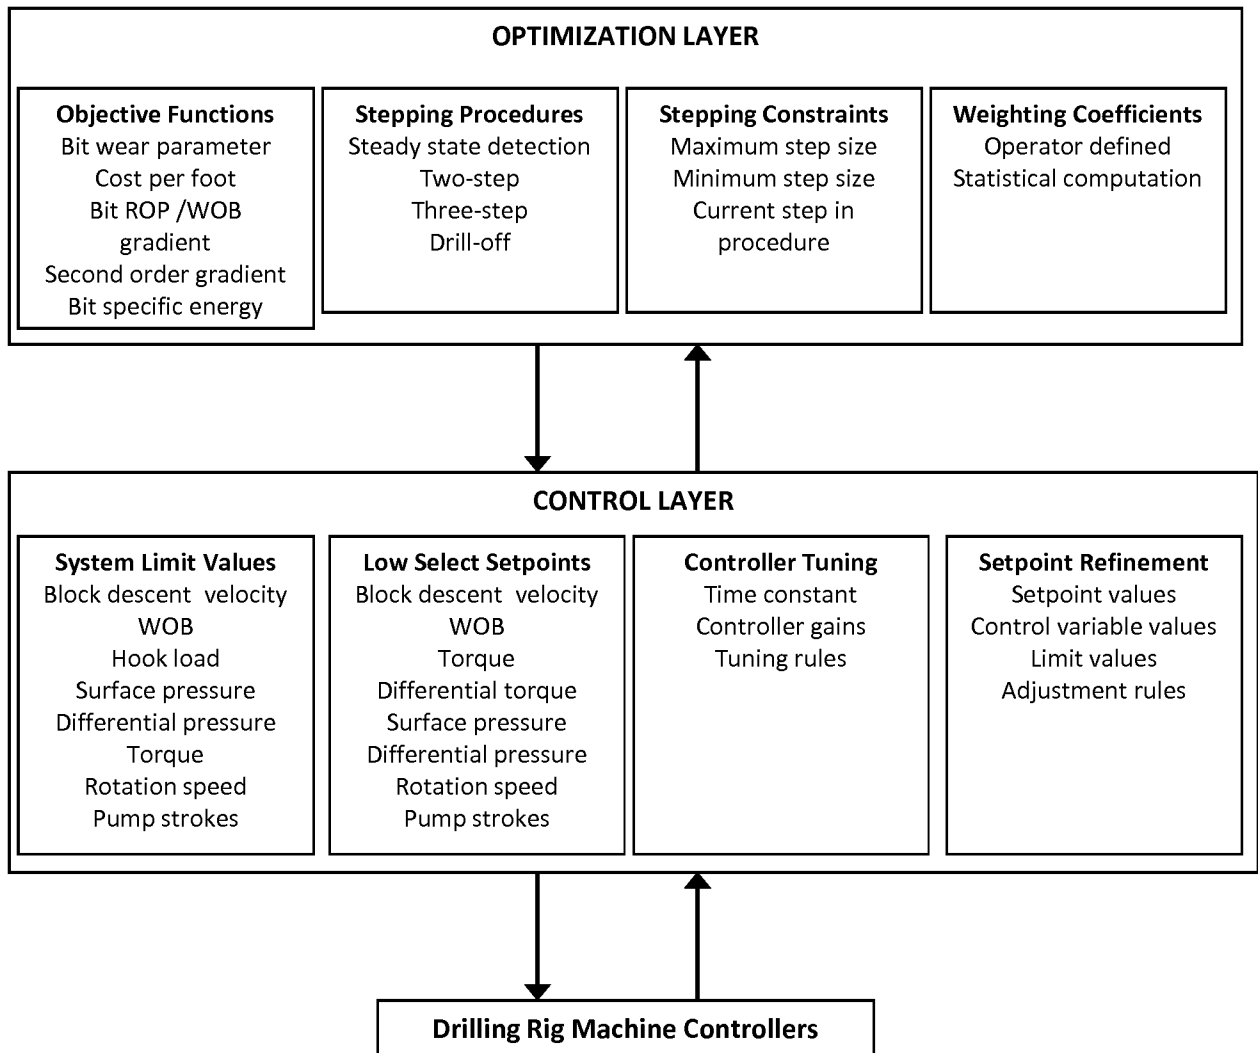 OPTIMIZATION LAYER
Objective Functions
Bit wear parameter
Cost per foot
Bit ROP /WOB
gradient
Second order gradient
Bit specific energy
Stepping Procedures
Steady state detection
Two-step
Three-step
Drill-off
Stepping Constraints
Maximum step size
Minimum step size
Current step in
procedure
Weighting Coefficients
Operator defined
Statistical computation
CONTROL LAYER
System Limit Values
Block descent velocity
WOB
Hook load
Surface pressure
Differential pressure
Torque
Rotation speed
Pump strokes
Low Select Setpoints
Block descent velocity
WOB
Torque
Differential torque
Surface pressure
Differential pressure
Rotation speed
Pump strokes
Controller Tuning
Time constant
Controller gains
Tuning rules
Setpoint Refinement
Setpoint values
Control variable values
Limit values
Adjustment rules
Drilling Rig Machine Controllers